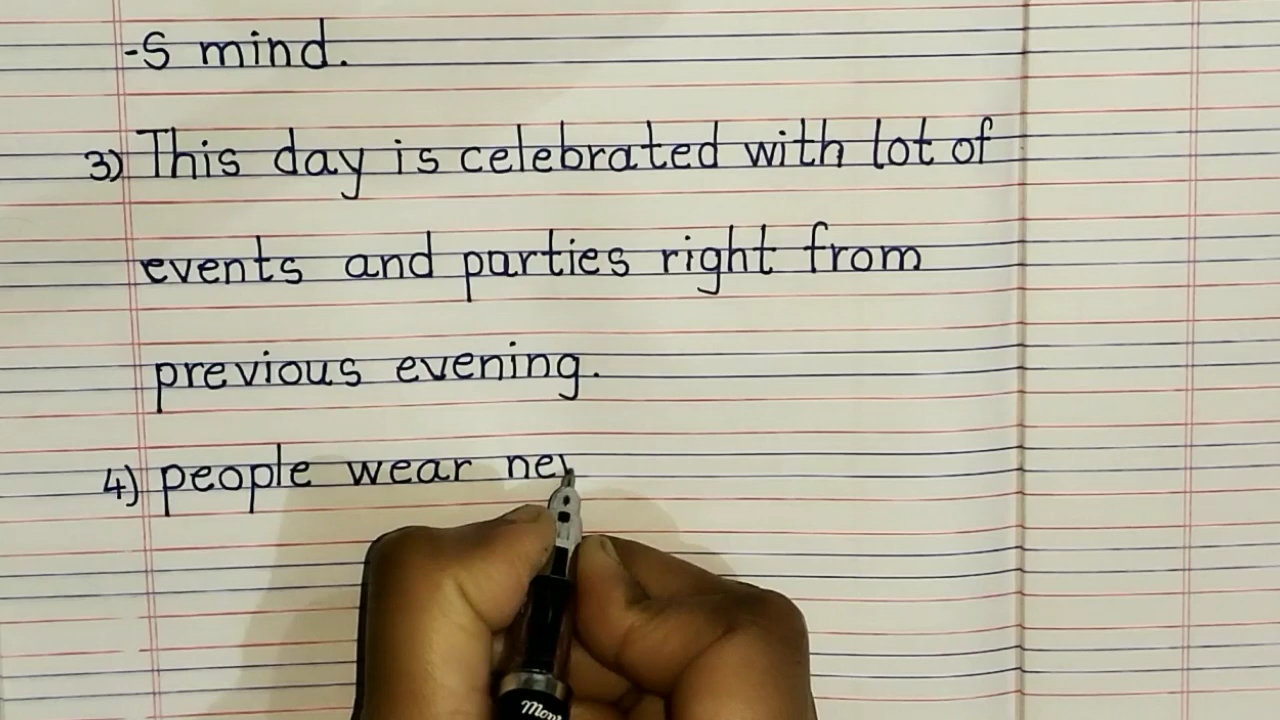 -s mind.
3) This day is celebrated with lot of
events and parties right from
previous evening.
4) people wear ne